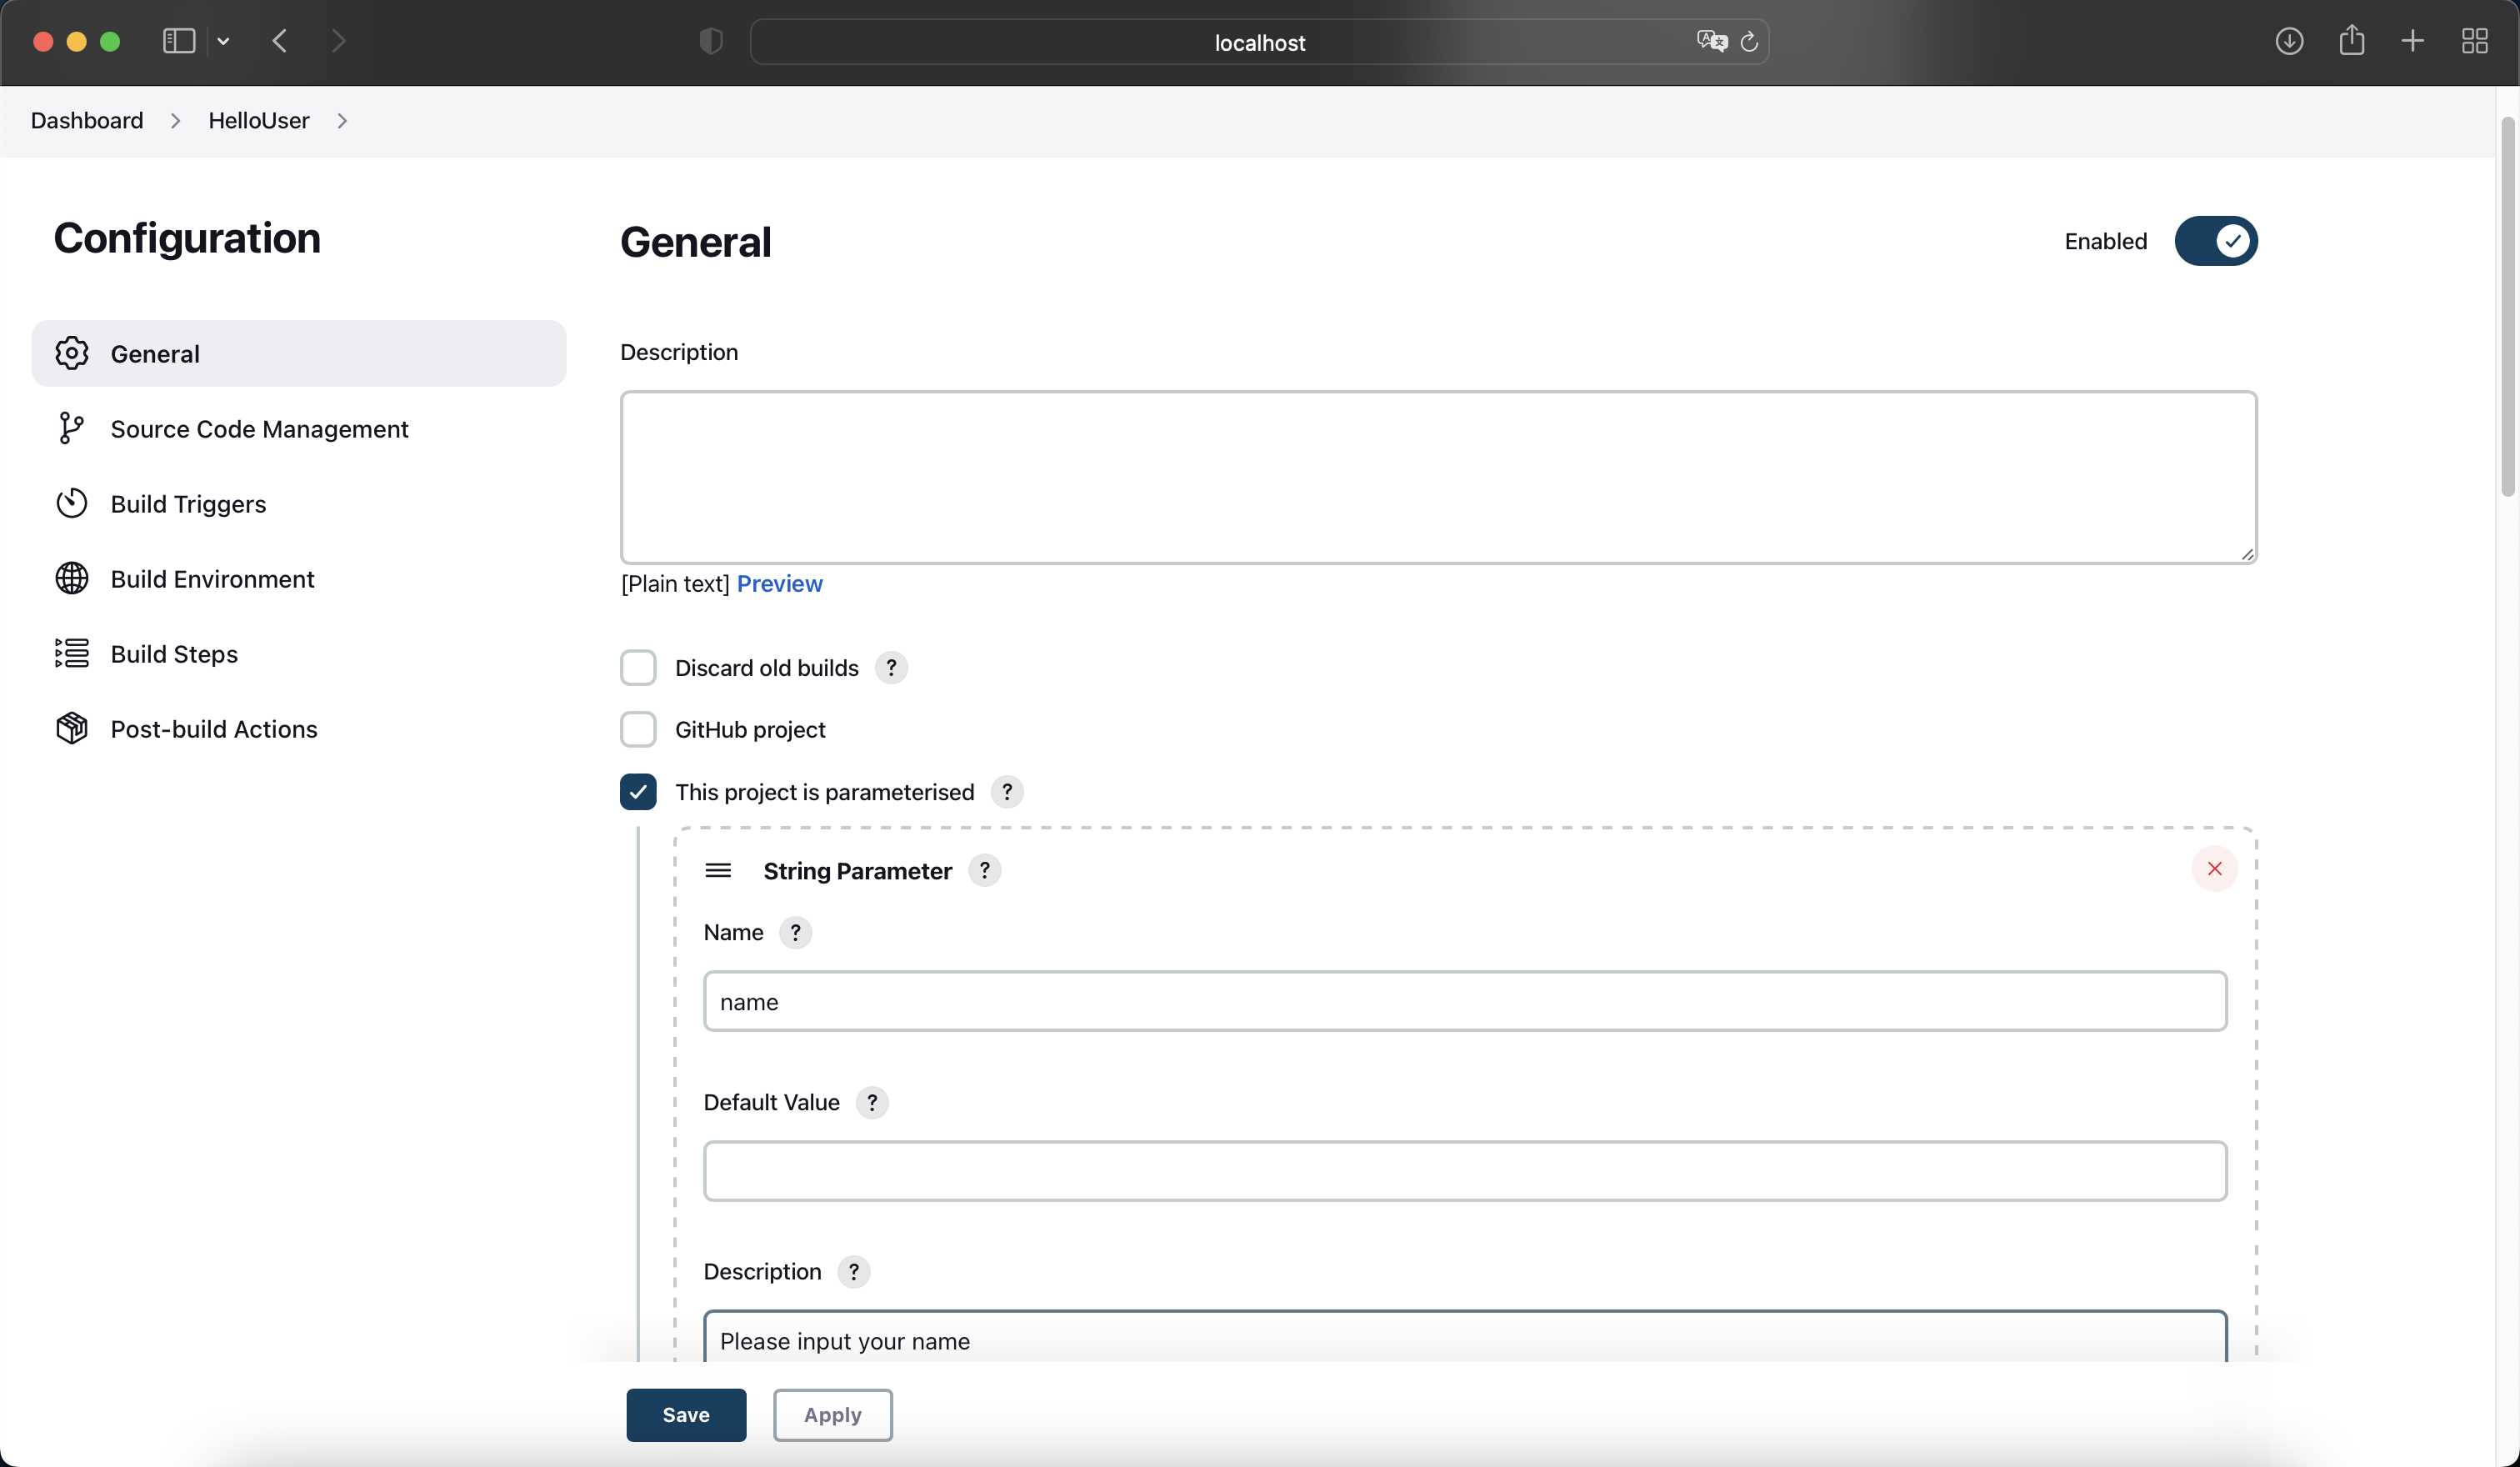 localhost
Dashboard
HelloUser
Configuration
General
Source Code Management
Build Triggers
Build Environment
Build Steps
Post-build Actions
General
Enabled
Description
[Plain text] Preview
Discard old builds ?
GitHub project
This project is parameterised ?
String Parameter ?
Name ?
name
Default Value ?
Description ?
Please input your name
Save
Apply